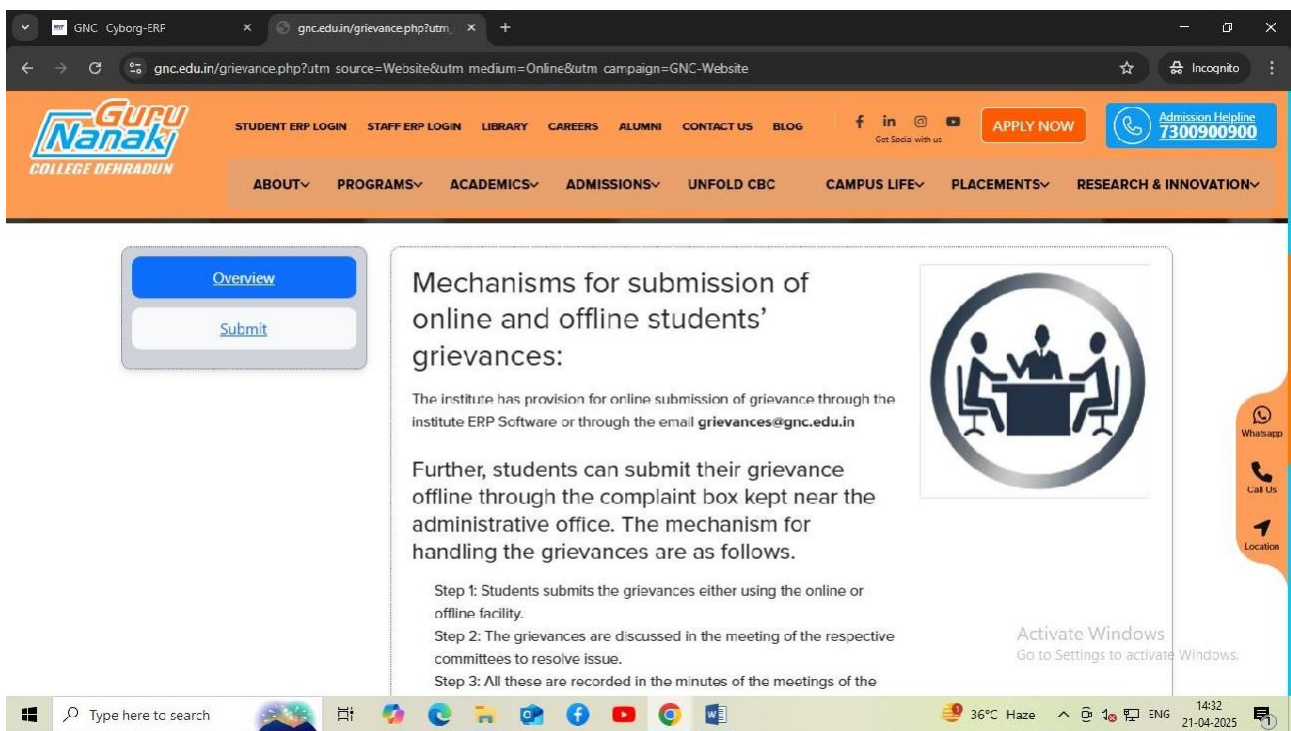 GNC Cyborg-ERP
gnc.edu.in/grievance.php?utm_
gnc.edu.in/grievance.php?utm source=Website&utm medium=Online&utm campaign=GNC-Website
Incognito
Guru
Nanak
COLLEGE DEHRADUN
STUDENT ERP LOGIN STAFF ERP LOGIN LIBRARY CAREERS ALUMNI CONTACT US BLOG
Get Social with us
APPLY NOW
Admission Helpline
7300900900
ABOUT PROGRAMS ACADEMICS ADMISSIONS UNFOLD CBC CAMPUS LIFE PLACEMENTS RESEARCH & INNOVATION
Overview
Submit
Mechanisms for submission of
online and offline students’
grievances:
The institute has provision for online submission of grievance through the
institute ERP Software or through the email grievances@gnc.edu.in
Further, students can submit their grievance
offline through the complaint box kept near the
administrative office. The mechanism for
handling the grievances are as follows.
Step 1: Students submits the grievances either using the online or
offline facility.
Step 2: The grievances are discussed in the meeting of the respective
committees to resolve issue.
Step 3: All these are recorded in the minutes of the meetings of the
Whatsapp
Call Us
Location
Activate Windows
Go to Settings to activate Windows.
Type here to search
36°C Haze
ENG
14:32
21-04-2025